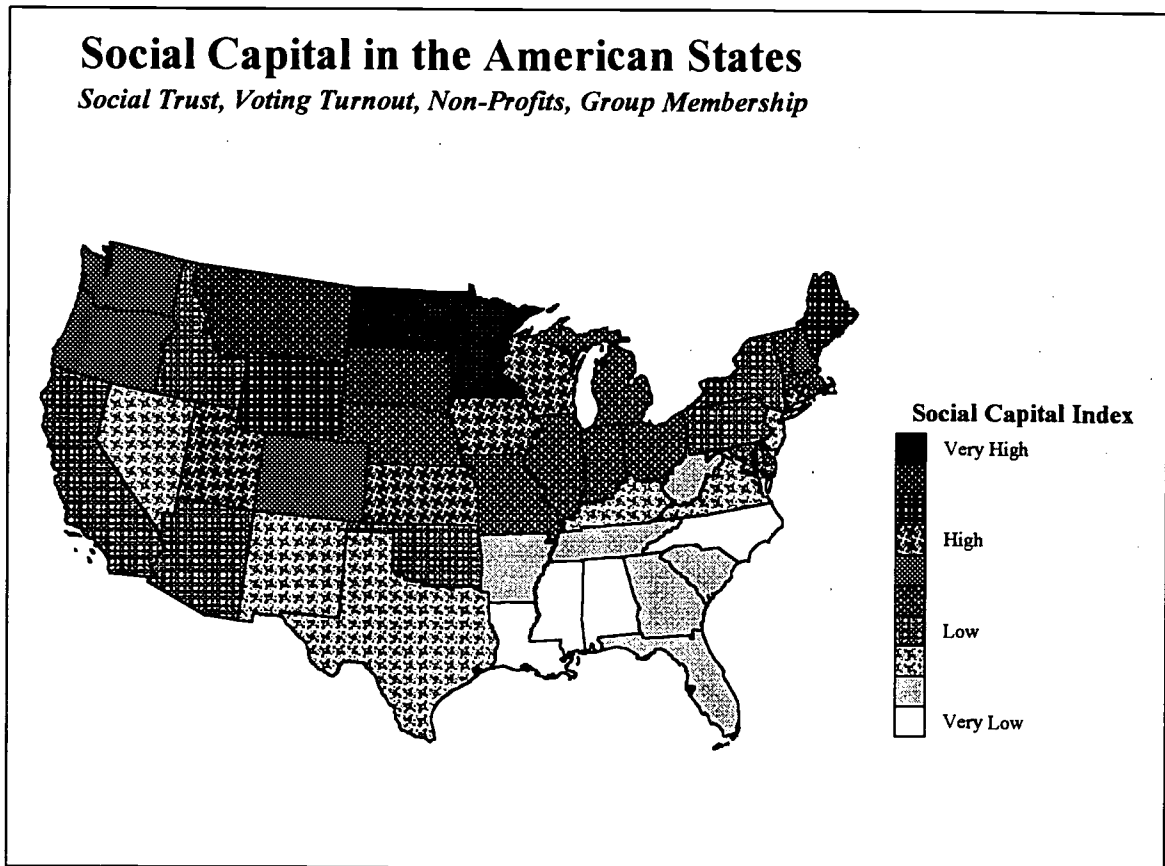 Social Capital in the American States
Social Trust, Voting Turnout, Non-Profits, Group Membership
Social Capital Index
Very High
High
Low
Very Low